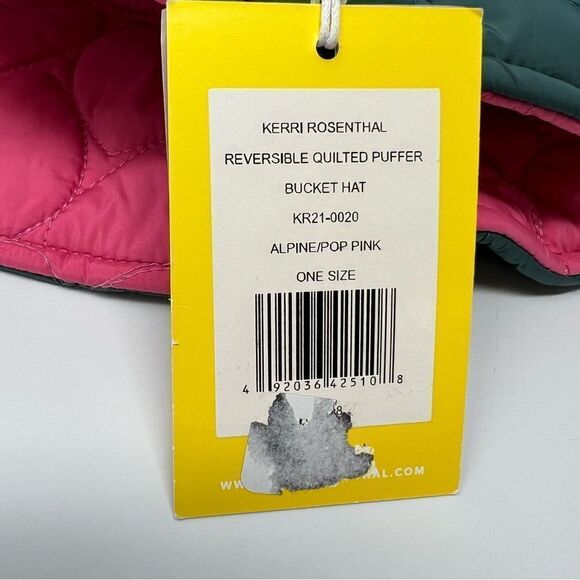 KERRI ROSENTHAL
REVERSIBLE QUILTED PUFFER
BUCKET HAT
KR21-0020
ALPINE/POP PINK
ONE SIZE
4 92036 42510 8